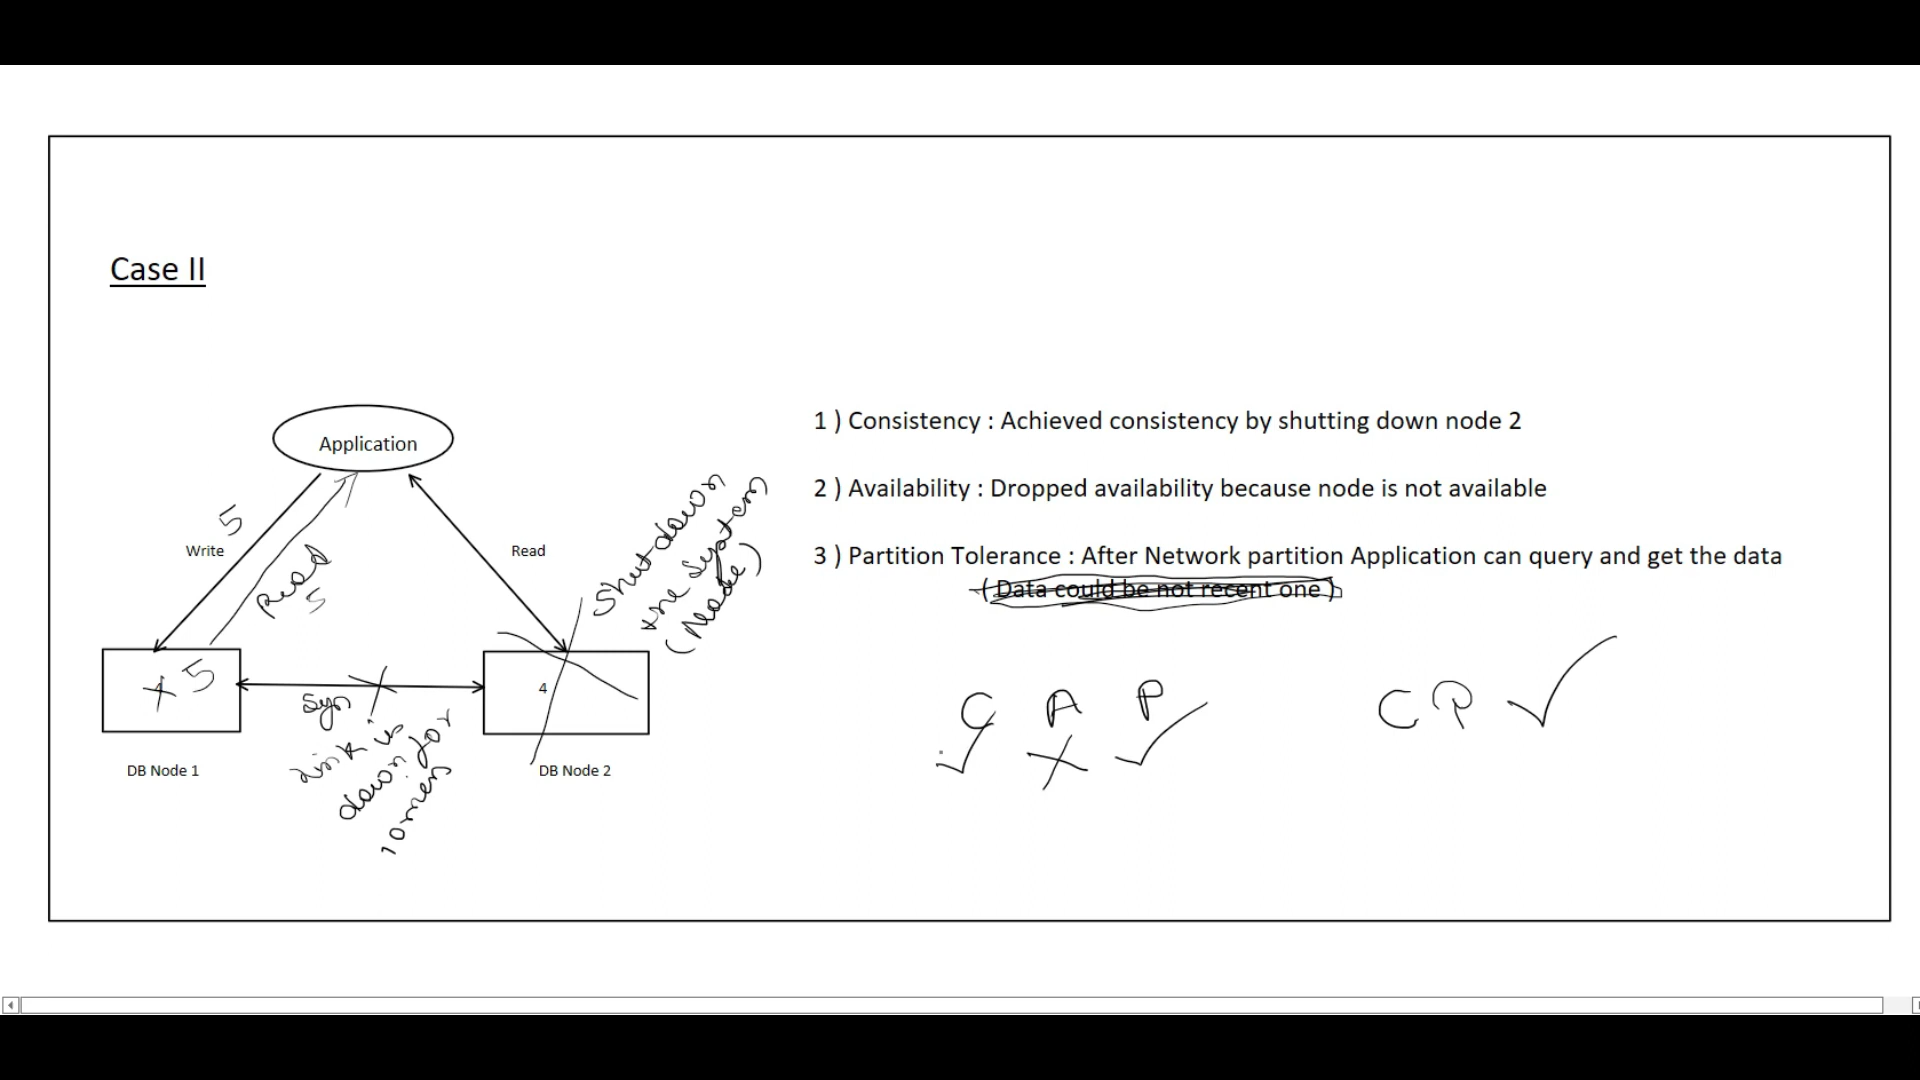 Case II
Application
1 ) Consistency : Achieved consistency by shutting down node 2
2 ) Availability : Dropped availability because node is not available
3 ) Partition Tolerance : After Network partition Application can query and get the data
( Data could be not recent one )
5
Write
Read
5
Read
Shut down
the system
(Node)
4
5
4
Syn
link is
down for
10 min
DB Node 1
DB Node 2
C A P
C P